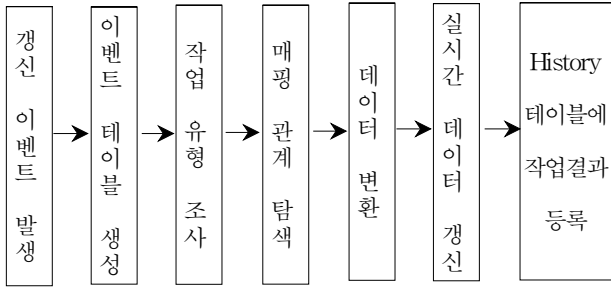 갱신 이벤트 발생
이벤트 테이블 생성
작업 유형 조사
매핑 관계 탐색
데이터 변환
실시간 데이터 갱신
History
테이블에
작업결과
등록